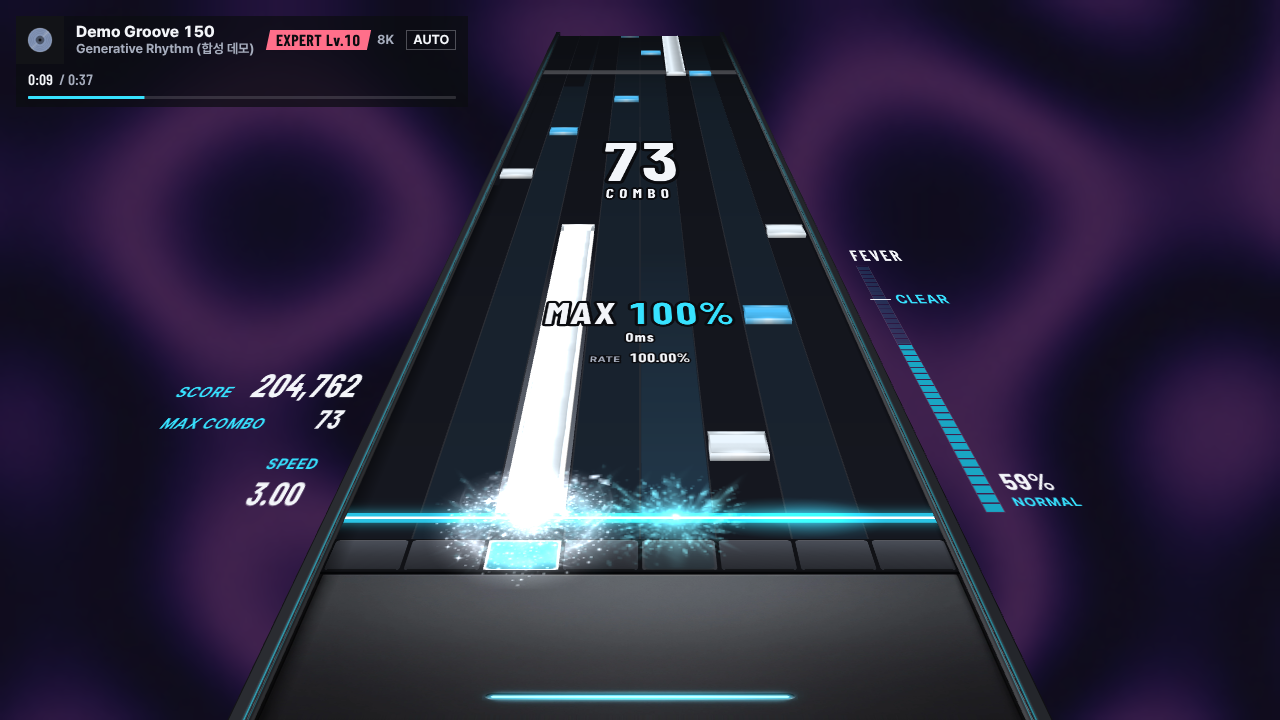 Demo Groove 150
Generative Rhythm (합성 데모)
EXPERT Lv.10 8K AUTO
0:09 / 0:37
73
COMBO
FEVER
CLEAR
MAX 100%
0ms
RATE 100.00%
SCORE 204,762
MAX COMBO 73
SPEED
3.00
59%
NORMAL